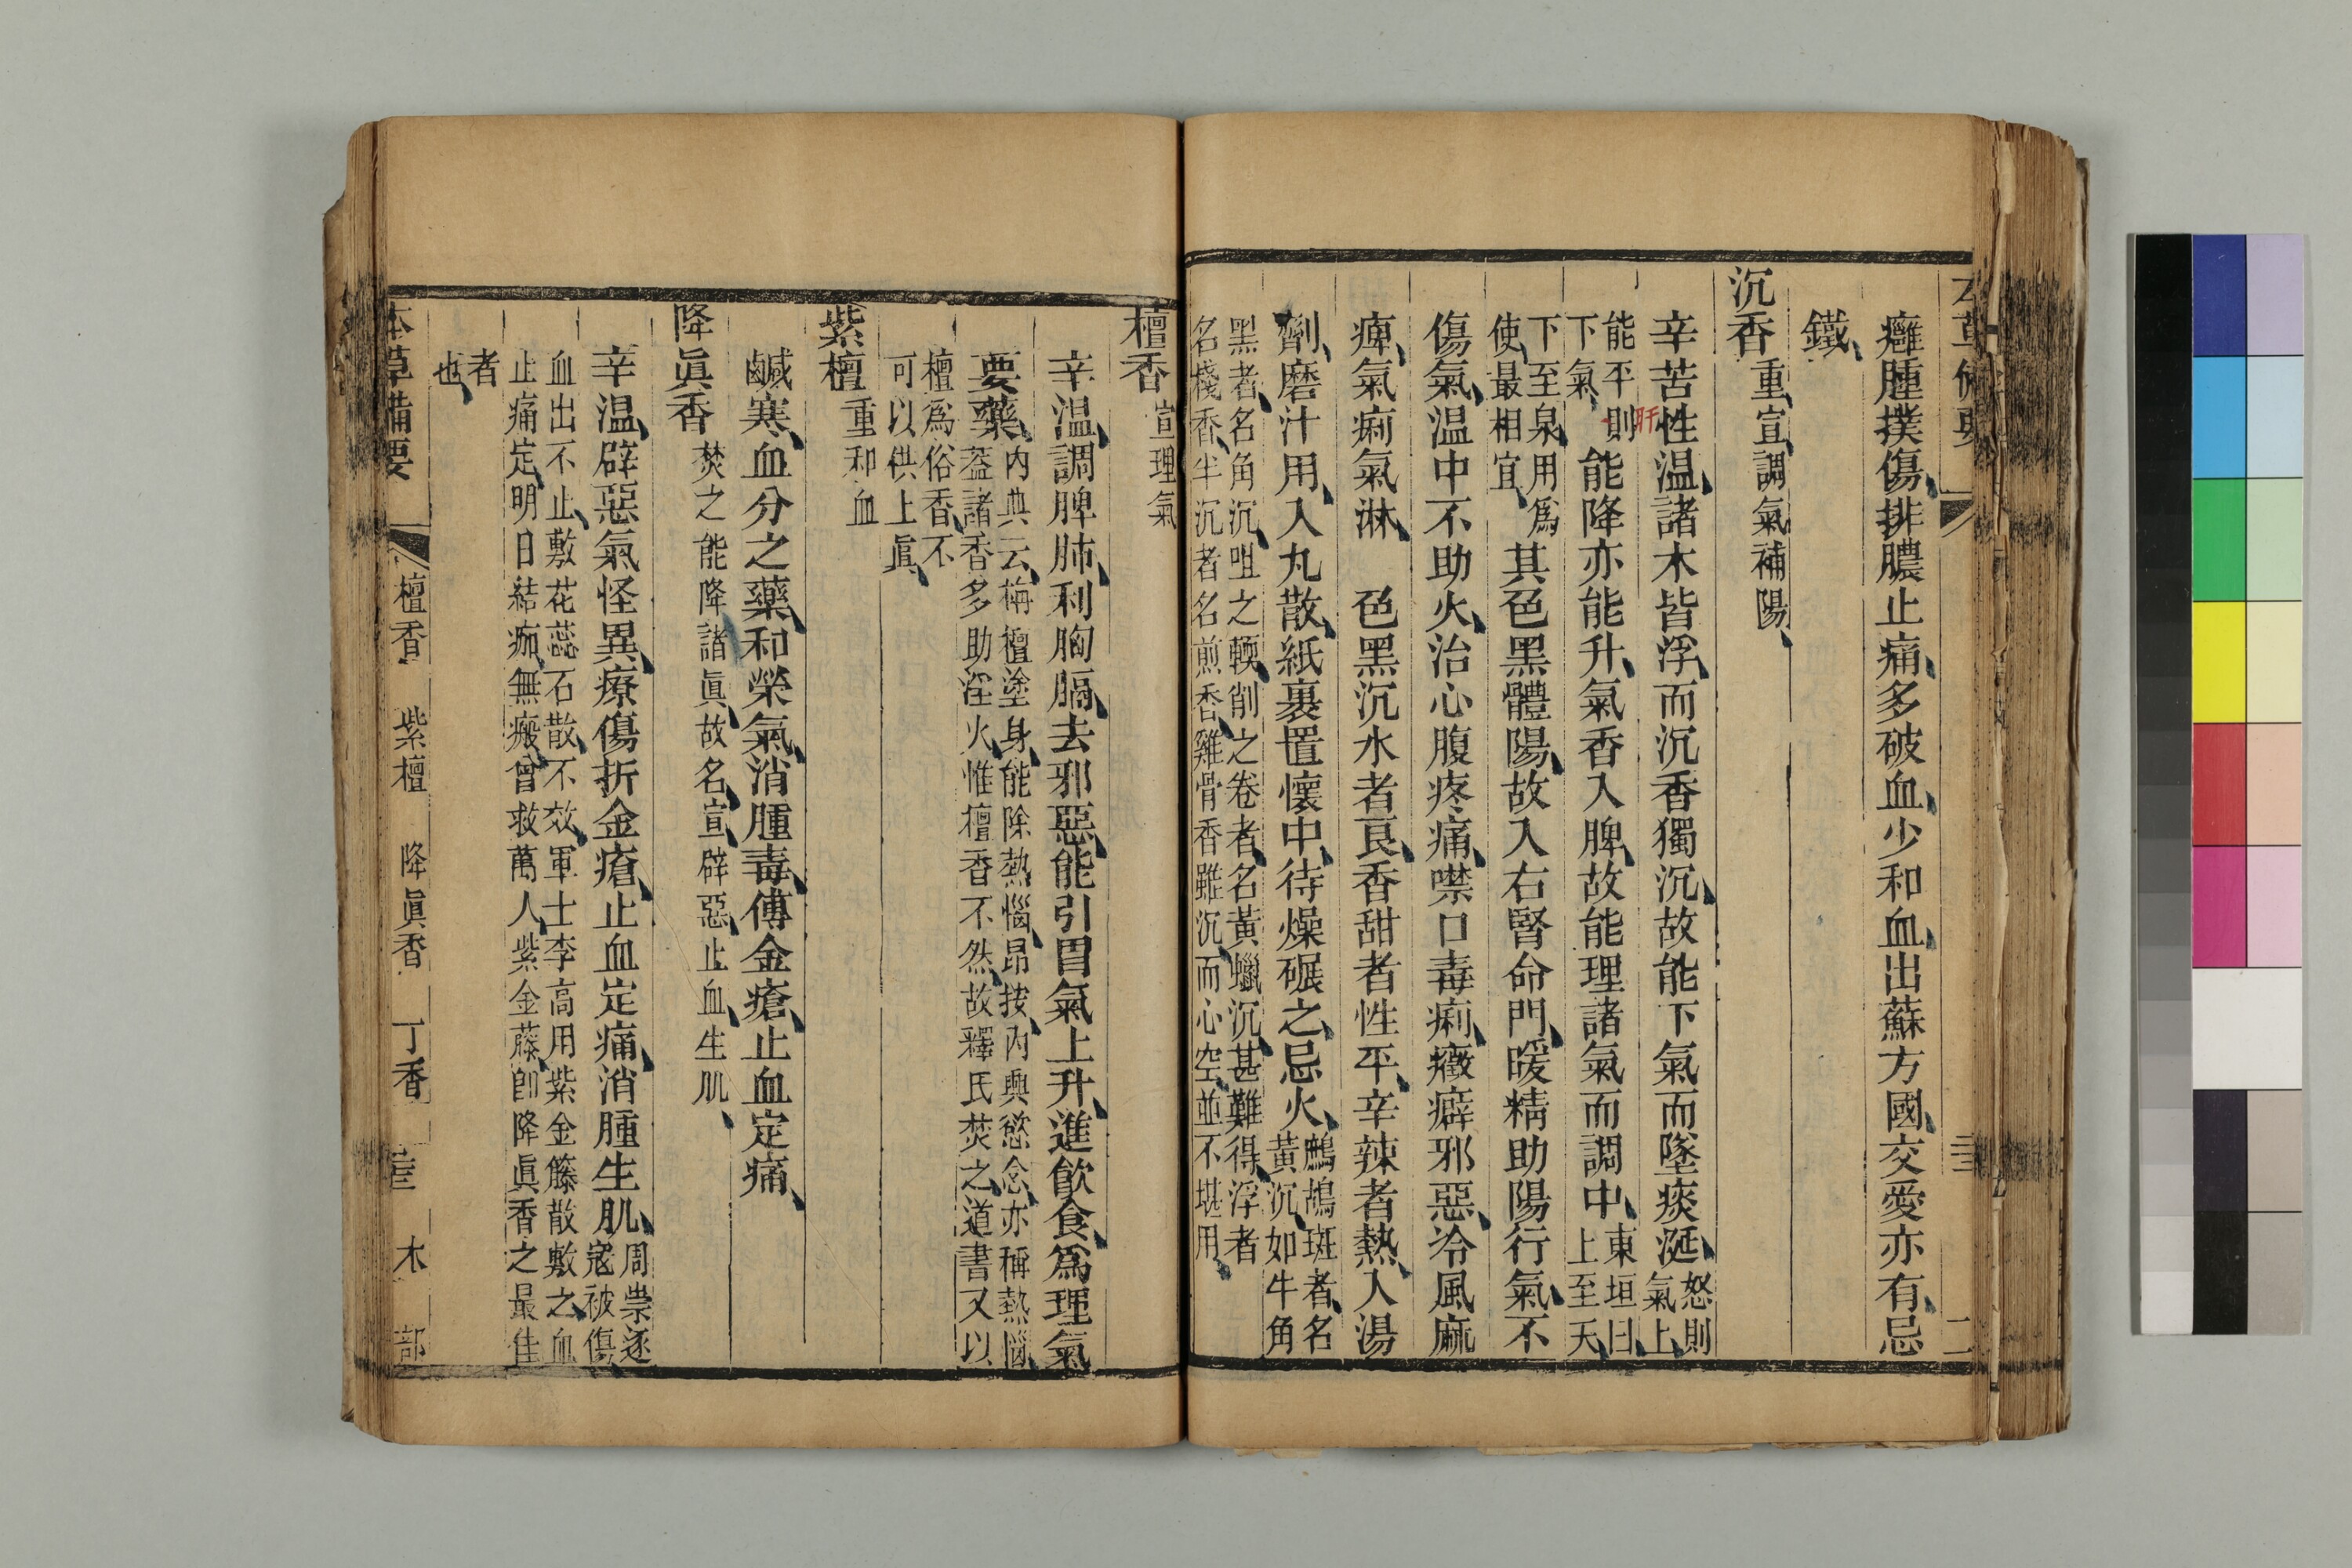 癰腫撲傷排膿止痛多破血少和血出蘇方國交愛亦有忌
鐵
沉香重宣調氣補陽
辛苦性温諸木皆浮而沉香獨沉故能下氣而墜痰涎怒則氣上
能平則下氣肝能降亦能升氣香入脾故能理諸氣而調中東垣曰上至天
下至泉用爲使最相宜其色黑體陽故入右腎命門暖精助陽行氣不
傷氣温中不助火治心腹疼痛噤口毒痢癥癖邪惡冷風麻
痺氣痢氣淋 色黑沉水者良香甜者性平辛辣者熱入湯
劑磨汁用入丸散紙裹置懷中待燥碾之忌火鷓鴣斑者名黃沉如牛角
黑者名角沉咀之輭削之卷者名黃蠟沉甚難得浮者名棧香半沉者名煎香雞骨香雖沉而心空並不堪用
檀香宣理氣
辛温調脾肺利胸膈去邪惡能引胃氣上升進飲食爲理氣
要藥內典云栴檀塗身能除熱惱昂按內典慾念亦稱熱惱葢諸香多助淫火惟檀香不然故釋氏焚之道書又以
檀爲俗香不可以供上眞
紫檀重和血
鹹寒血分之藥和榮氣消腫毒傅金瘡止血定痛
降眞香焚之能降諸眞故名宣辟惡止血生肌
辛温辟惡氣怪異療傷折金瘡止血定痛消腫生肌周崇逐寇被傷
血出不止敷花蕊石散不效軍士李高用紫金籐散敷之血止痛定明日結痂無瘢曾救萬人紫金藤卽降眞香之最佳
者也
本草備要 檀香 紫檀 降眞香 丁香 木部